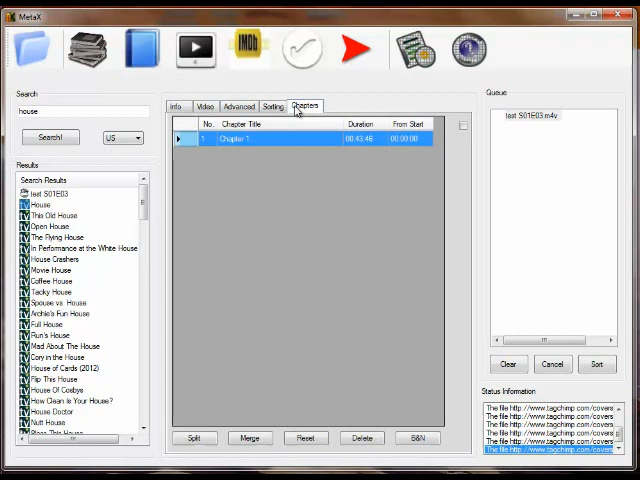 MetaX
IMDb
Search
house
Search!
US
Results
Search Results
test S01E03
House
This Old House
Open House
The Flying House
In Performance at the White House
House Crashers
Movie House
Coffee House
Tacky House
Spouse vs House
Archie's Fun House
Full House
Run's House
Mad About The House
Cory in the House
House of Cards (2012)
Flip This House
House Of Cosbys
How Clean Is Your House?
House Doctor
Nutt House
Info Video Advanced Sorting Chapters
No. Chapter Title Duration From Start
1 Chapter 1 00:43:46 00:00:00
Split Merge Reset Delete B&N
Queue
test S01E03.m4v
Clear Cancel Sort
Status Information
The file http://www.tagchimp.com/covers
The file http://www.tagchimp.com/covers
The file http://www.tagchimp.com/covers
The file http://www.tagchimp.com/covers
The file http://www.tagchimp.com/covers
The file http://www.tagchimp.com/covers